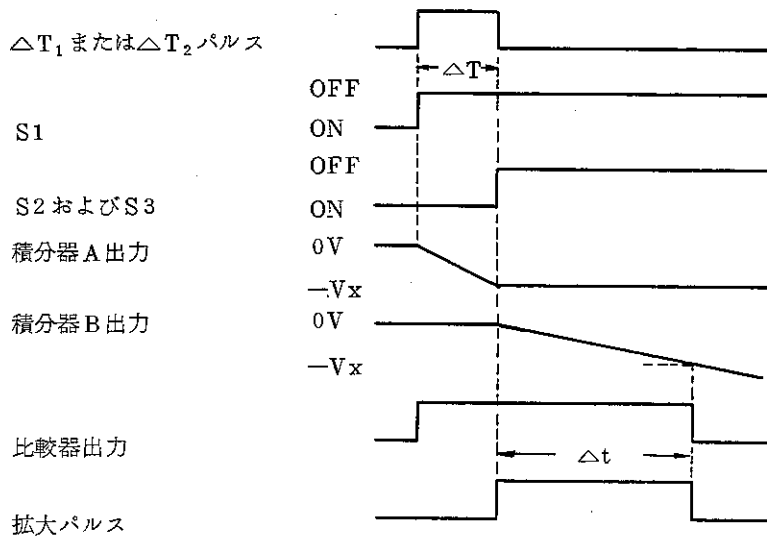 △T₁または△T₂パルス
△T
OFF
ON
S1
OFF
S2およびS3
ON
積分器A出力
0V
−Vx
積分器B出力
0V
−Vx
比較器出力
△t
拡大パルス